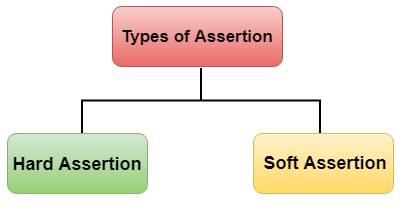 Types of Assertion
Hard Assertion
Soft Assertion